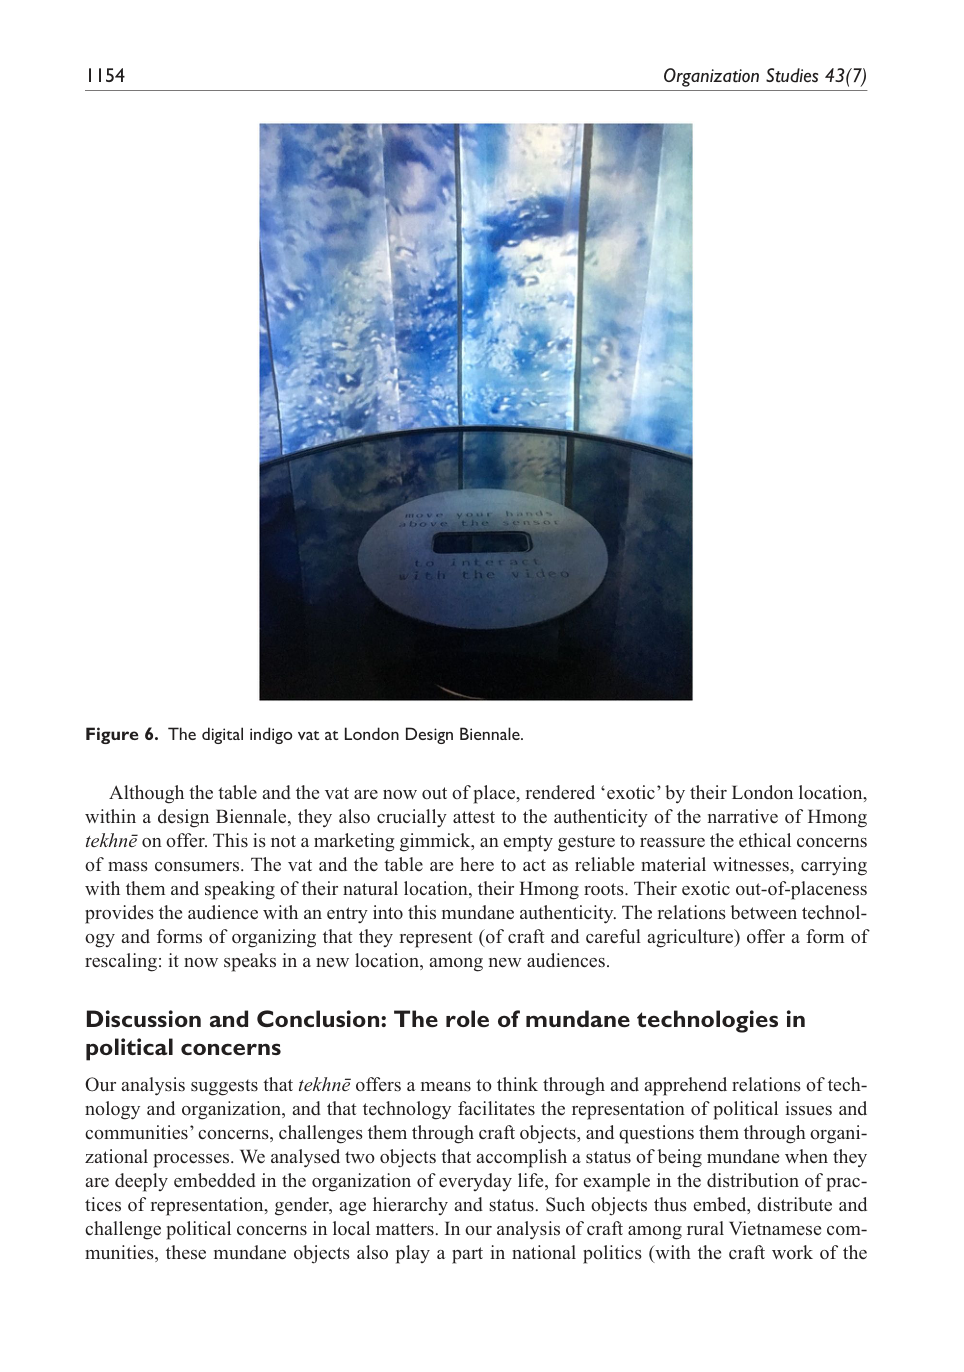 1154
Organization Studies 43(7)
move your hands
above the sensor
to interact
with the video
Figure 6. The digital indigo vat at London Design Biennale.
Although the table and the vat are now out of place, rendered ‘exotic’ by their London location,
within a design Biennale, they also crucially attest to the authenticity of the narrative of Hmong
tekhnē on offer. This is not a marketing gimmick, an empty gesture to reassure the ethical concerns
of mass consumers. The vat and the table are here to act as reliable material witnesses, carrying
with them and speaking of their natural location, their Hmong roots. Their exotic out-of-placeness
provides the audience with an entry into this mundane authenticity. The relations between technol-
ogy and forms of organizing that they represent (of craft and careful agriculture) offer a form of
rescaling: it now speaks in a new location, among new audiences.
Discussion and Conclusion: The role of mundane technologies in
political concerns
Our analysis suggests that tekhnē offers a means to think through and apprehend relations of tech-
nology and organization, and that technology facilitates the representation of political issues and
communities’ concerns, challenges them through craft objects, and questions them through organi-
zational processes. We analysed two objects that accomplish a status of being mundane when they
are deeply embedded in the organization of everyday life, for example in the distribution of prac-
tices of representation, gender, age hierarchy and status. Such objects thus embed, distribute and
challenge political concerns in local matters. In our analysis of craft among rural Vietnamese com-
munities, these mundane objects also play a part in national politics (with the craft work of the